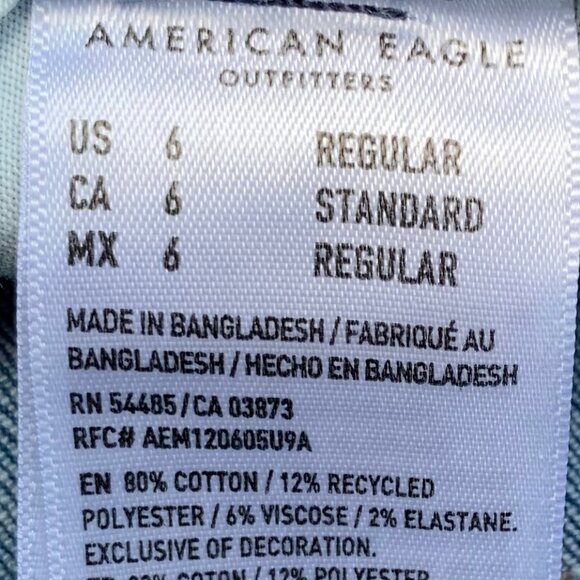 AMERICAN EAGLE
OUTFITTERS
US 6 REGULAR
CA 6 STANDARD
MX 6 REGULAR
MADE IN BANGLADESH / FABRIQUÉ AU
BANGLADESH / HECHO EN BANGLADESH
RN 54485 / CA 03873
RFC# AEM120605U9A
EN 80% COTTON / 12% RECYCLED
POLYESTER / 6% VISCOSE / 2% ELASTANE.
EXCLUSIVE OF DECORATION.
12% POLYESTER